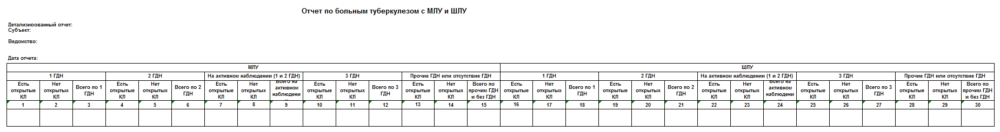 Отчет по больным туберкулезом с МЛУ и ШЛУ
Детализированный отчет:
Субъект:
Ведомство:
Дата отчета:
МЛУ ШЛУ
1 ГДН 2 ГДН На активном наблюдении (1 и 2 ГДН) 3 ГДН Прочие ГДН или отсутствие ГДН 1 ГДН 2 ГДН На активном наблюдении (1 и 2 ГДН) 3 ГДН Прочие ГДН или отсутствие ГДН
Есть открытые КЛ Нет открытых КЛ Всего по 1 ГДН Есть открытые КЛ Нет открытых КЛ Всего по 2 ГДН Есть открытые КЛ Нет открытых КЛ Всего на активном наблюдени Есть открытые КЛ Нет открытых КЛ Всего по 3 ГДН Есть открытые КЛ Нет открытых КЛ Всего по прочим ГДН и без ГДН Есть открытые КЛ Нет открытых КЛ Всего по 1 ГДН Есть открытые КЛ Нет открытых КЛ Всего по 2 ГДН Есть открытые КЛ Нет открытых КЛ Всего на активном наблюдени Есть открытые КЛ Нет открытых КЛ Всего по 3 ГДН Есть открытые КЛ Нет открытых КЛ Всего по прочим ГДН и без ГДН
1 2 3 4 5 6 7 8 9 10 11 12 13 14 15 16 17 18 19 20 21 22 23 24 25 26 27 28 29 30